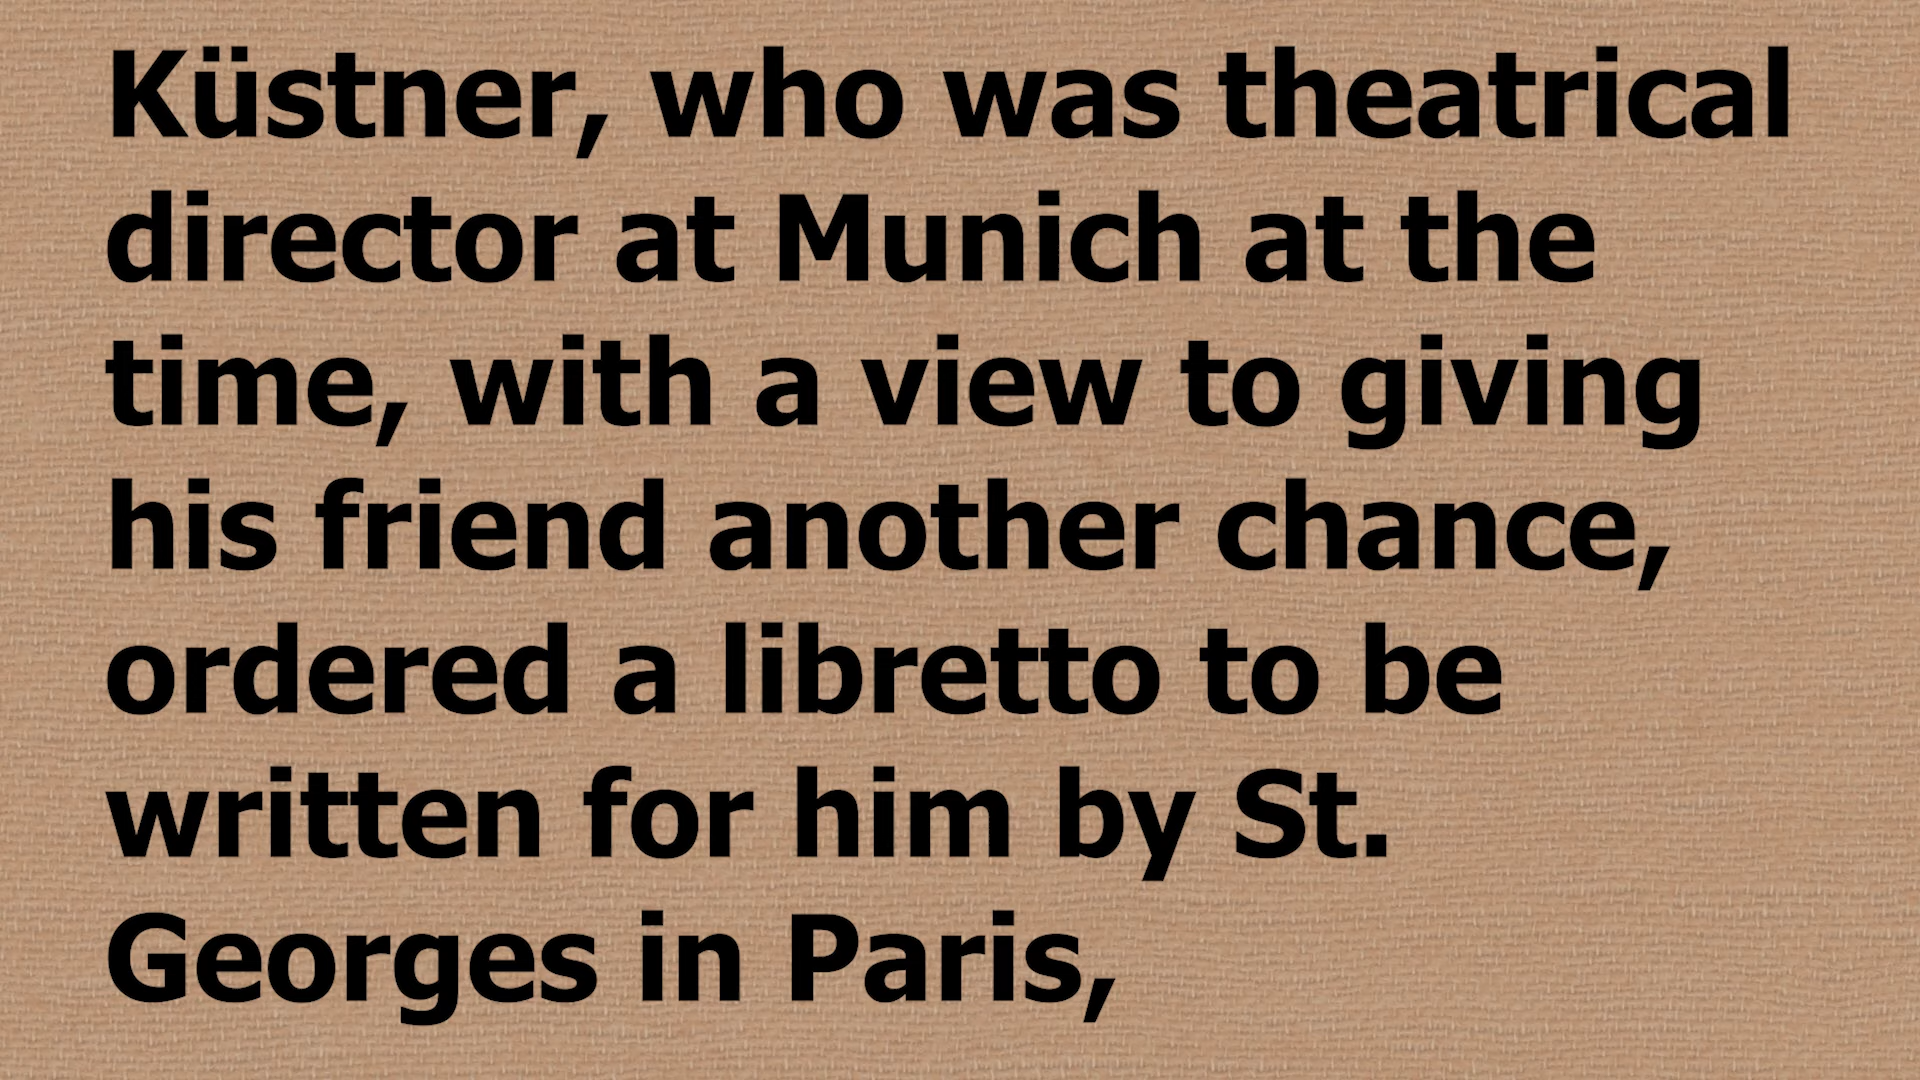 Küstner, who was theatrical
director at Munich at the
time, with a view to giving
his friend another chance,
ordered a libretto to be
written for him by St.
Georges in Paris,